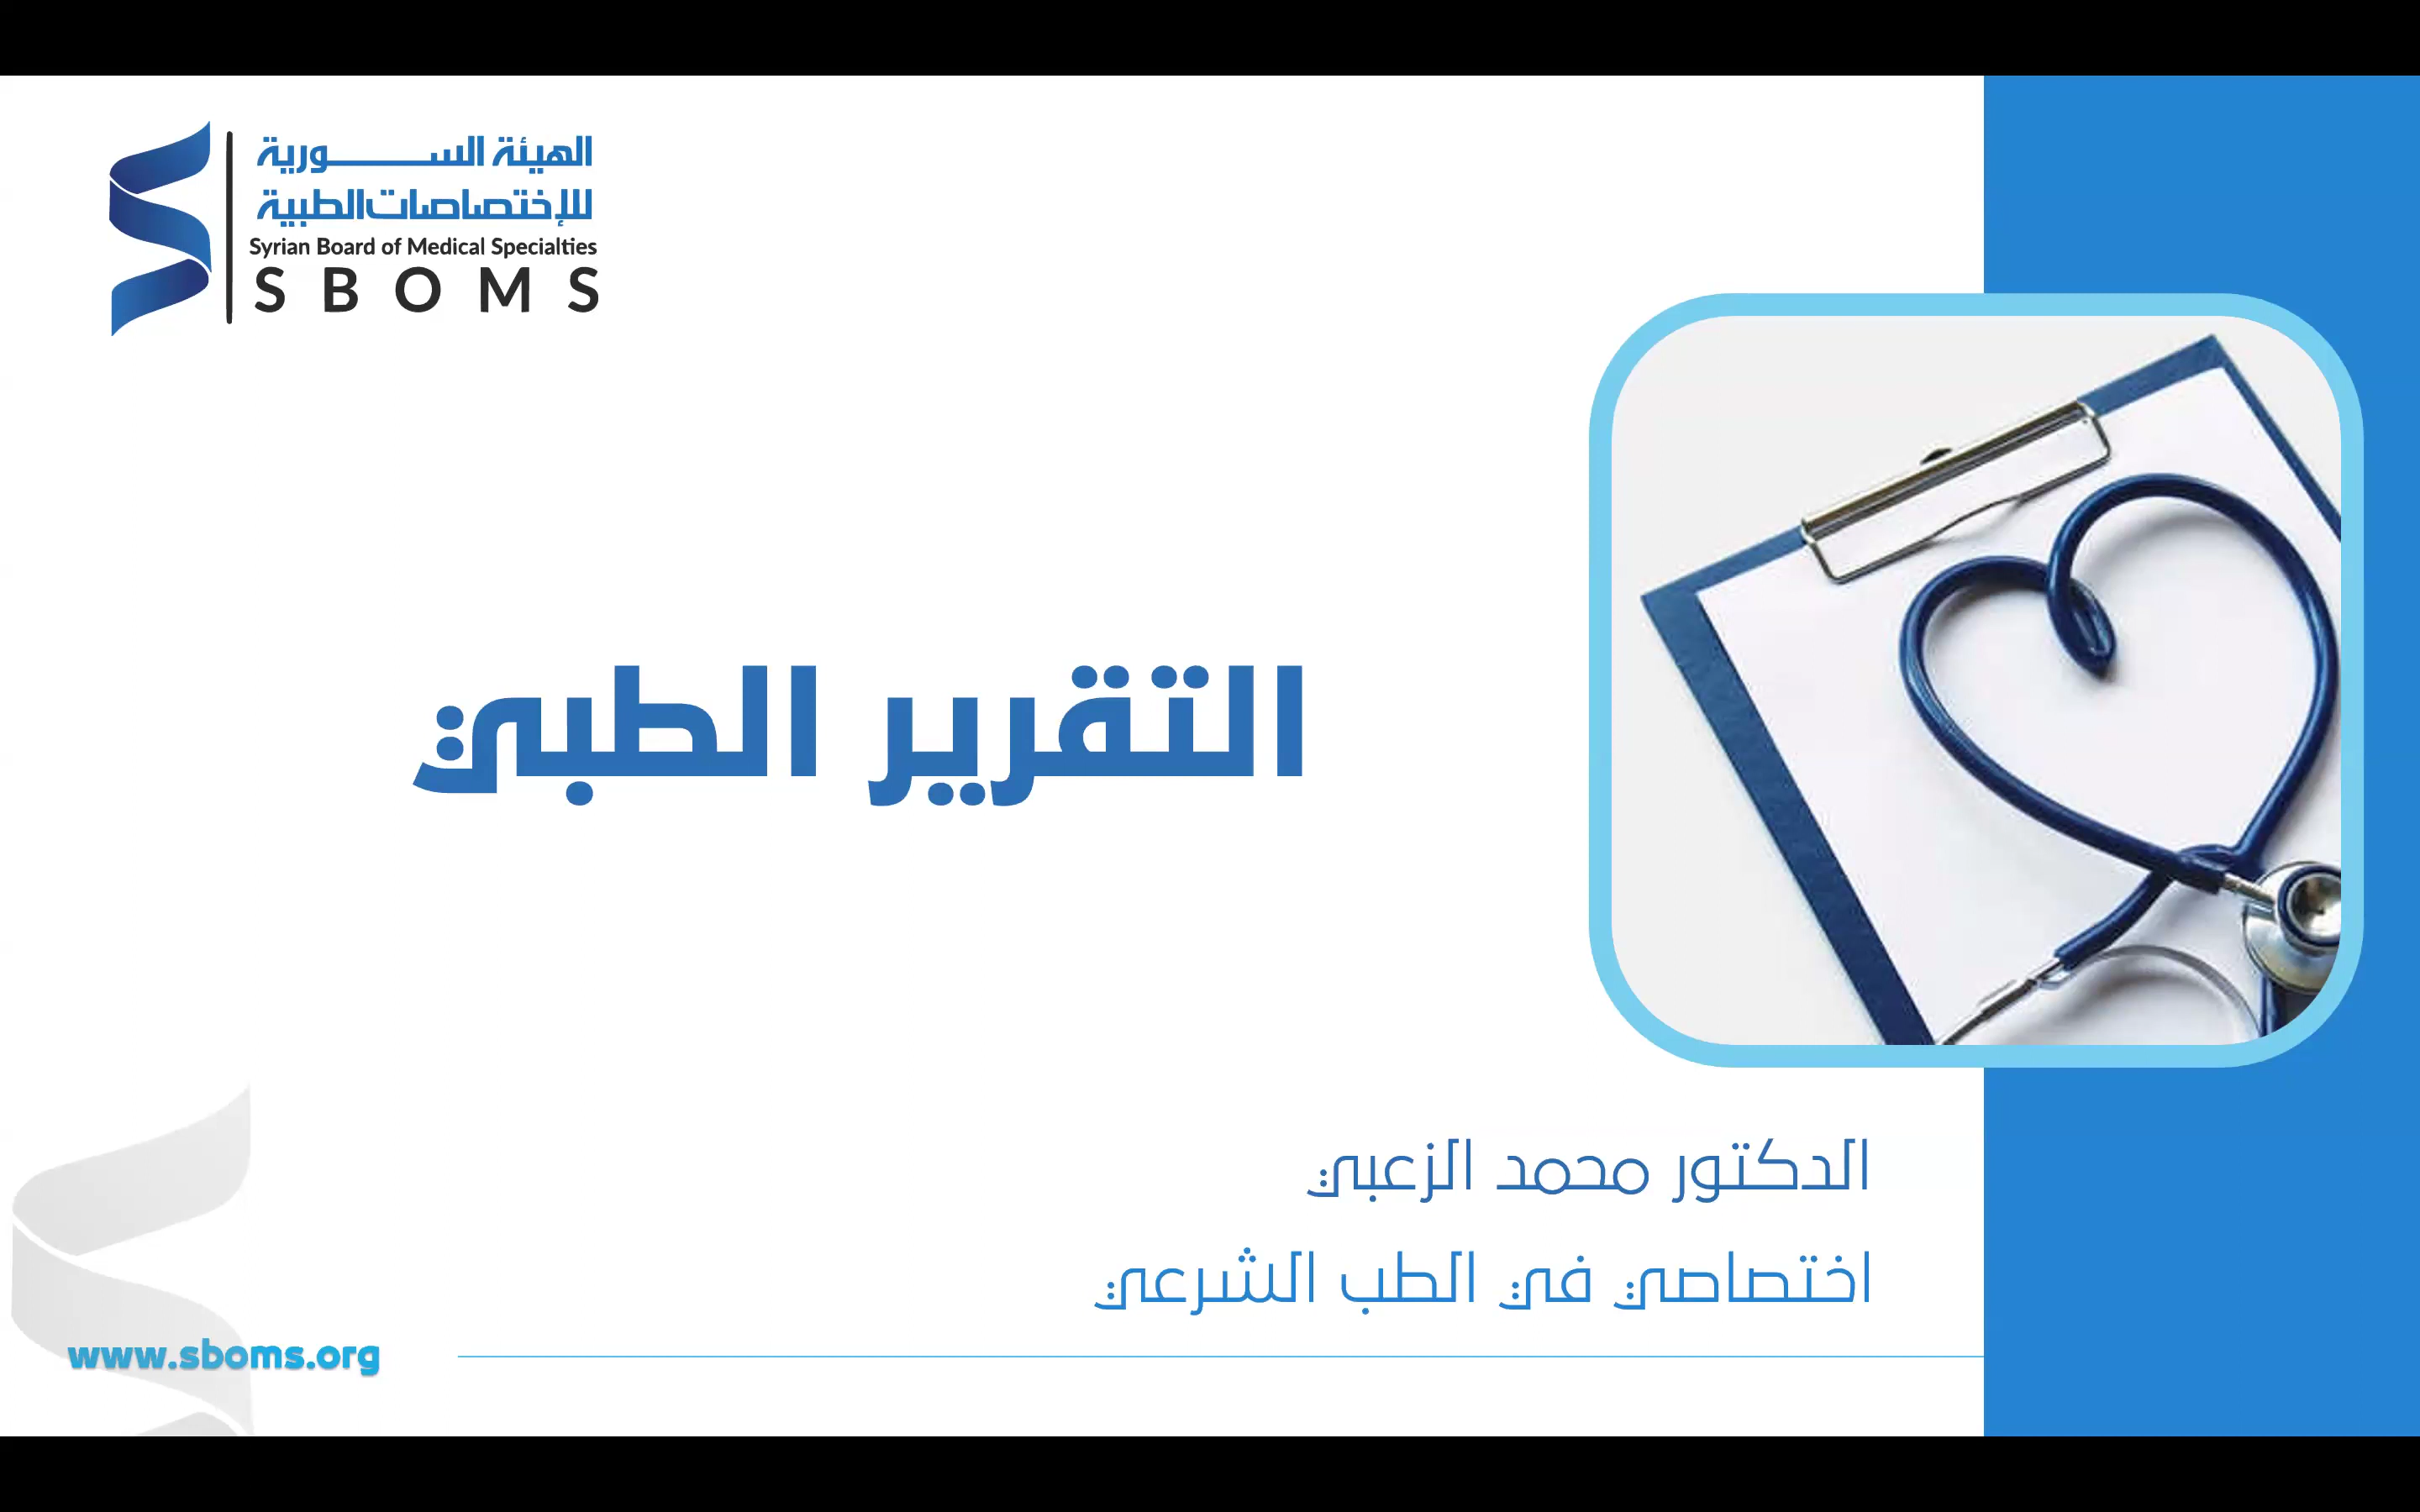 الهيئة السورية
للإختصاصات الطبية
Syrian Board of Medical Specialties
SBOMS
التقرير الطبي
الدكتور محمد الزعبي
اختصاصي في الطب الشرعي
www.sboms.org